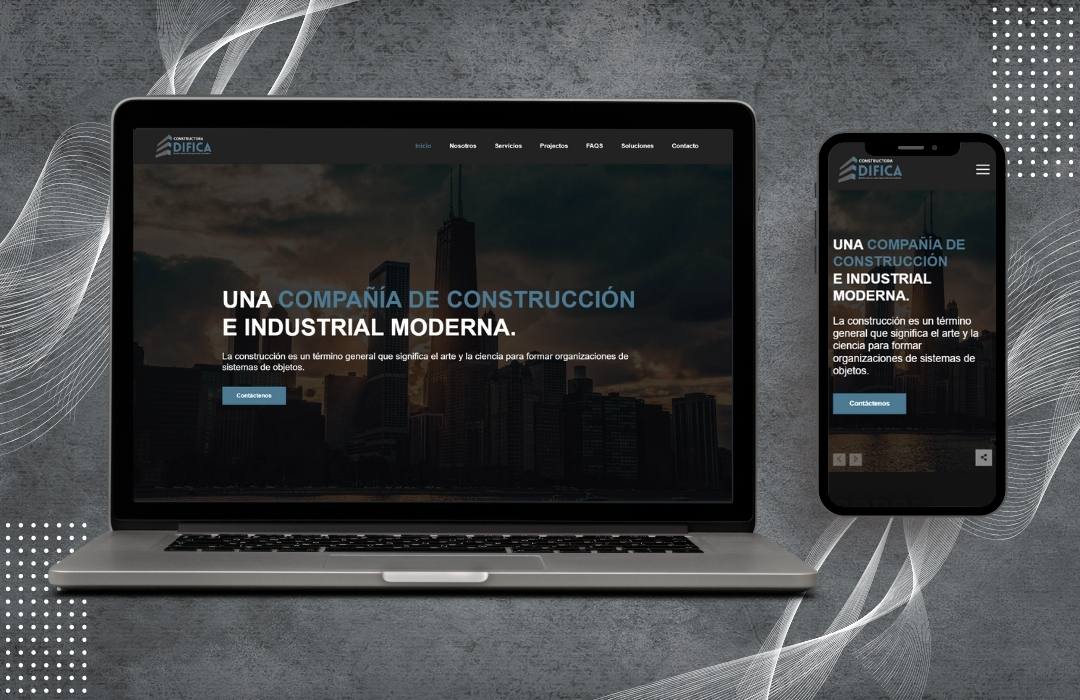 CONSTRUCTORA
DIFICA
Inicio Nosotros Servicios Projectos FAQS Soluciones Contacto
UNA COMPAÑÍA DE CONSTRUCCIÓN
E INDUSTRIAL MODERNA.
La construcción es un término general que significa el arte y la ciencia para formar organizaciones de
sistemas de objetos.
Contáctenos
CONSTRUCTORA
DIFICA
UNA COMPAÑÍA DE
CONSTRUCCIÓN
E INDUSTRIAL
MODERNA.
La construcción es un término
general que significa el arte y la
ciencia para formar
organizaciones de sistemas de
objetos.
Contáctenos